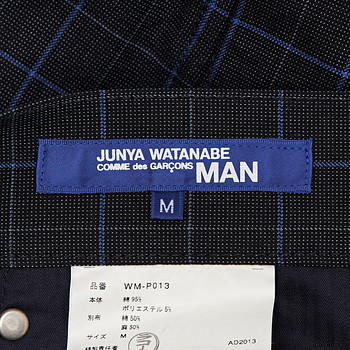 JUNYA WATANABE
COMME des GARÇONS MAN
M
品番 WM-P013
本体 綿 95%
ポリエステル 5%
別布 綿 50%
麻 50%
サイズ M
AD2013